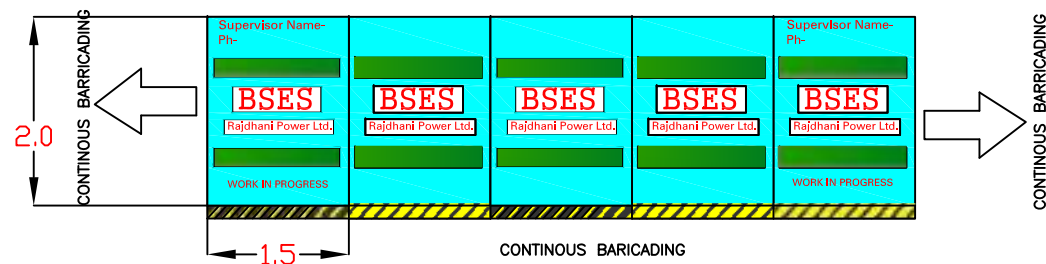 Supervisor Name-
Ph-
BSES
Rajdhani Power Ltd.
WORK IN PROGRESS
BSES
Rajdhani Power Ltd.
BSES
Rajdhani Power Ltd.
BSES
Rajdhani Power Ltd.
Supervisor Name-
Ph-
BSES
Rajdhani Power Ltd.
WORK IN PROGRESS
2.0
CONTINOUS BARRICADING
CONTINOUS BARRICADING
1.5
CONTINOUS BARICADING